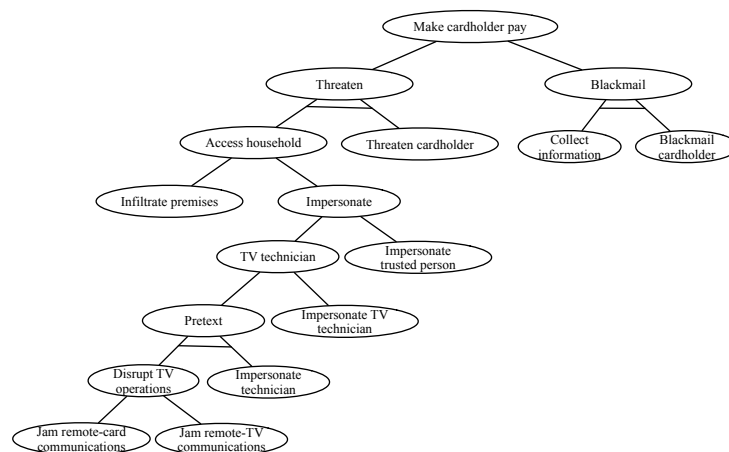 Make cardholder pay
Threaten
Blackmail
Access household
Threaten cardholder
Collect
information
Blackmail
cardholder
Infiltrate premises
Impersonate
TV technician
Impersonate
trusted person
Pretext
Impersonate TV
technician
Disrupt TV
operations
Impersonate
technician
Jam remote-card
communications
Jam remote-TV
communications